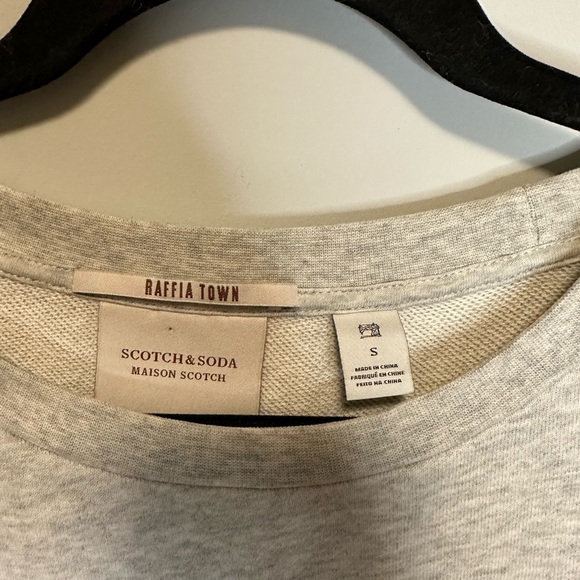 RAFFIA TOWN
SCOTCH & SODA
MAISON SCOTCH
S
MADE IN CHINA
FABRIQUÉ EN CHINE
FEITO NA CHINA